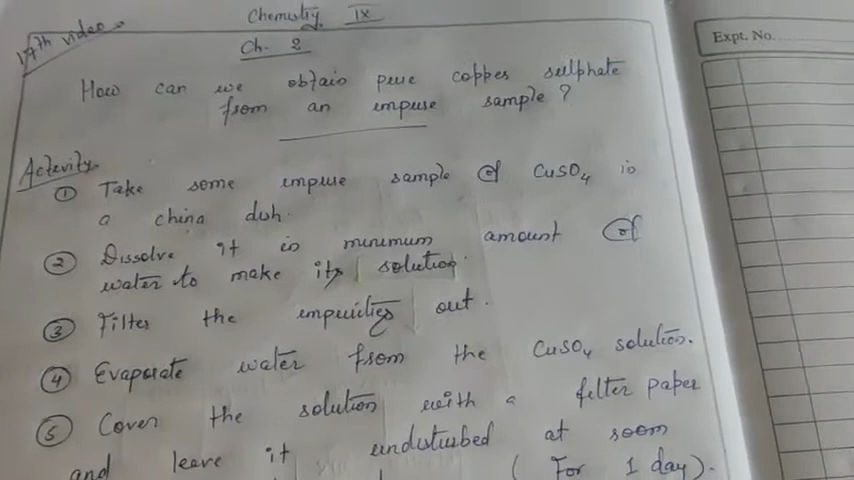 17th video.
Chemistry IX
Ch. 2
Expt. No.
How can we obtain pure copper sulphate
from an impure sample ?
Activity
① Take some impure sample of CuSO4 in
a china dish.
② Dissolve it in minimum amount of
water to make its solution.
③ Filter the impurities out.
④ Evaporate water from the CuSO4 solution.
⑤ Cover the solution with a filter paper
and leave it undisturbed at room
(For 1 day).